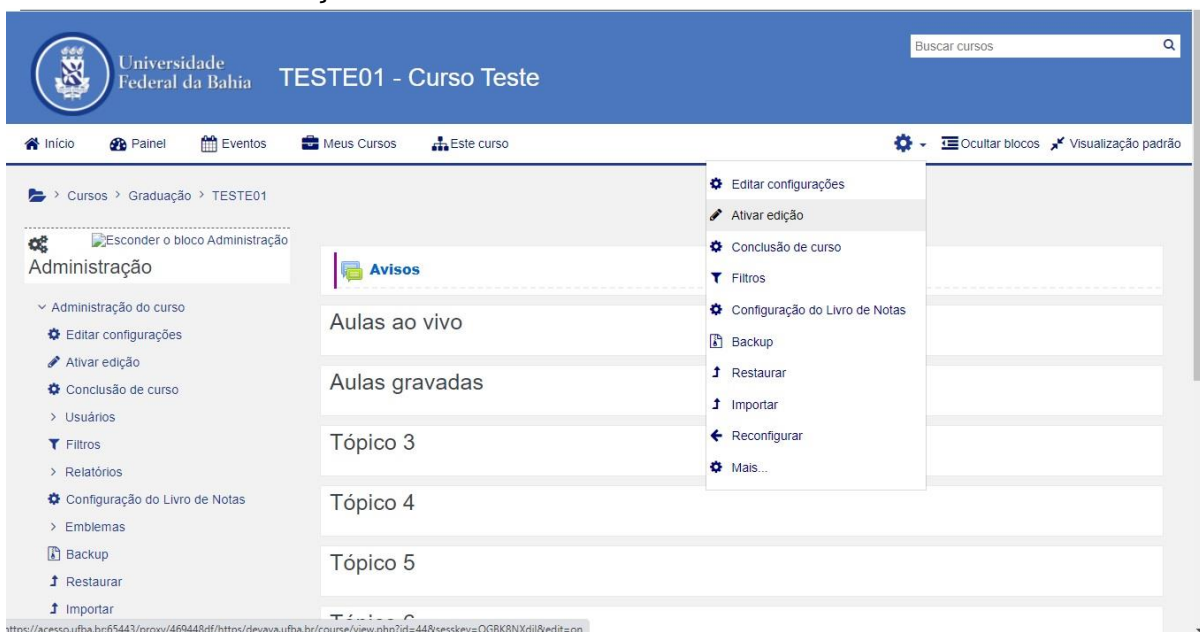 Universidade
Federal da Bahia
TESTE01 - Curso Teste
Buscar cursos
Início
Painel
Eventos
Meus Cursos
Este curso
Ocultar blocos
Visualização padrão
> Cursos > Graduação > TESTE01
Esconder o bloco Administração
Administração
Administração do curso
Editar configurações
Ativar edição
Conclusão de curso
Usuários
Filtros
Relatórios
Configuração do Livro de Notas
Emblemas
Backup
Restaurar
Importar
Avisos
Aulas ao vivo
Aulas gravadas
Tópico 3
Tópico 4
Tópico 5
Editar configurações
Ativar edição
Conclusão de curso
Filtros
Configuração do Livro de Notas
Backup
Restaurar
Importar
Reconfigurar
Mais...